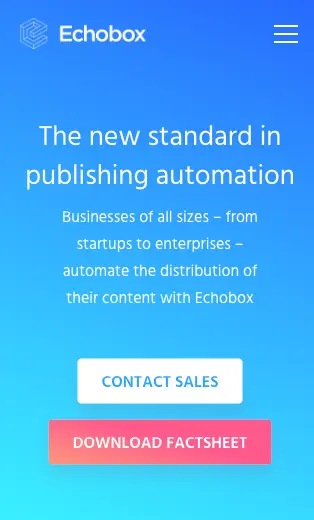 Echobox
The new standard in
publishing automation
Businesses of all sizes – from
startups to enterprises –
automate the distribution of
their content with Echobox
CONTACT SALES
DOWNLOAD FACTSHEET